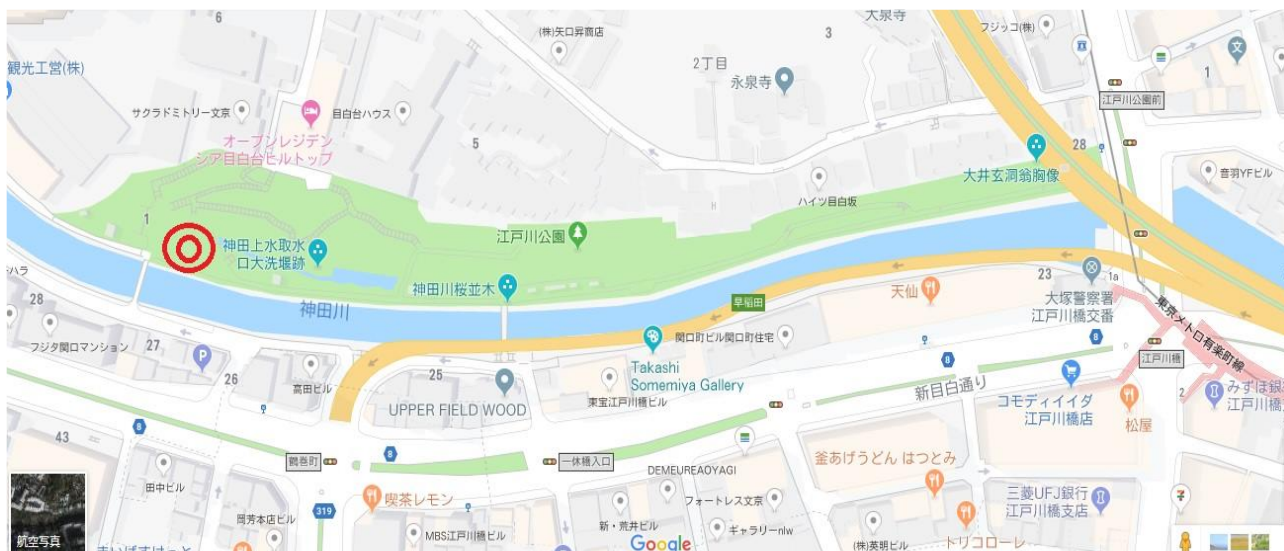 6
(株)矢口昇商店
3
大泉寺
フジッコ(株)
文
1
観光工営(株)
2丁目
永泉寺
江戸川公園前
サクラドミトリー文京
目白台ハウス
オープンレジデン
シア目白台ヒルトップ
5
28
大井玄洞翁胸像
音羽YFビル
ハイツ目白坂
1
神田上水取水
口大洗堰跡
江戸川公園
神田川桜並木
神田川
早稲田
天仙
23
1a
大塚警察署
江戸川橋交番
東京メトロ有楽町線
ハラ
28
フジタ関口マンション
27
P
26
高田ビル
25
UPPER FIELD WOOD
関口町ビル関口町住宅
Takashi
Somemiya Gallery
東宝江戸川橋ビル
8
8
江戸川橋
新目白通り
コモディイイダ
江戸川橋店
松屋
2
みずほ銀
江戸川橋
43
8
鶴巻町
8
一休橋入口
DEMEUREAOYAGI
釜あげうどん はつとみ
田中ビル
岡芳本店ビル
319
喫茶レモン
MBS江戸川橋ビル
新・荒井ビル
フォートレス文京
ギャラリーnlw
三菱UFJ銀行
江戸川橋支店
7
航空写真
まいばすけっと
Google
(株)英明ビル
トリコローレ